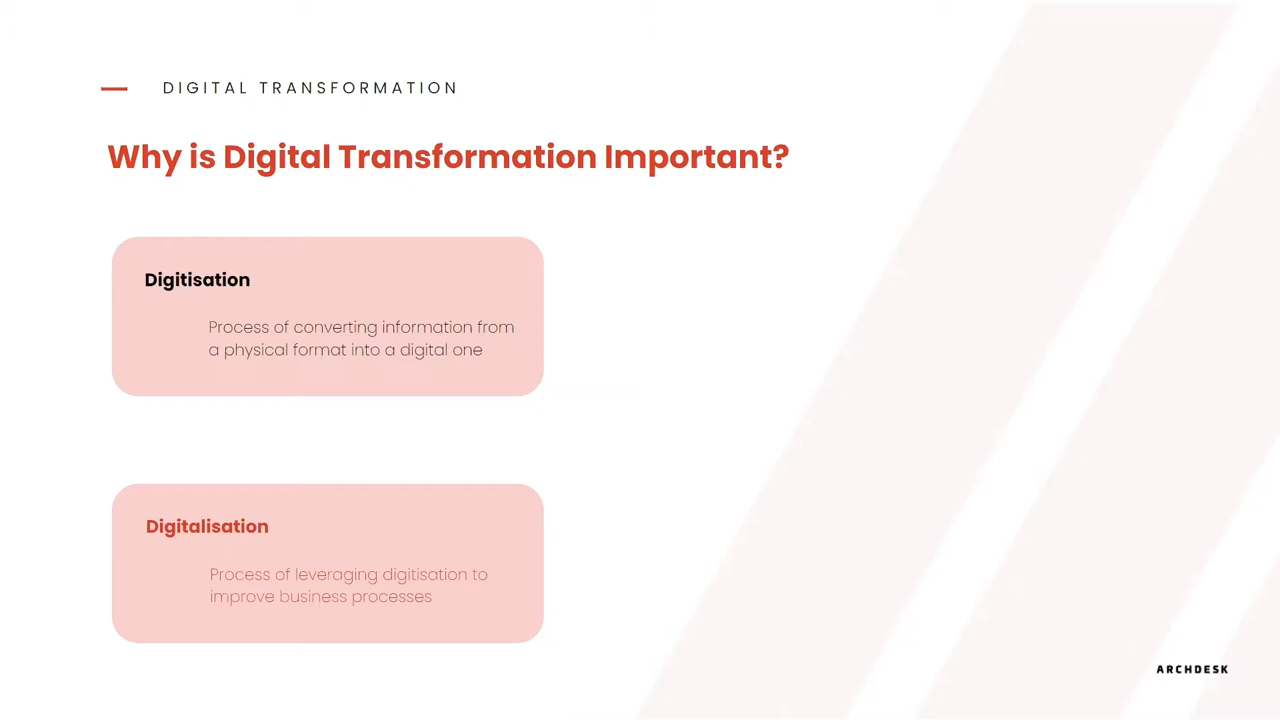 DIGITAL TRANSFORMATION
Why is Digital Transformation Important?
Digitisation
Process of converting information from
a physical format into a digital one
Digitalisation
Process of leveraging digitisation to
improve business processes
ARCHDESK